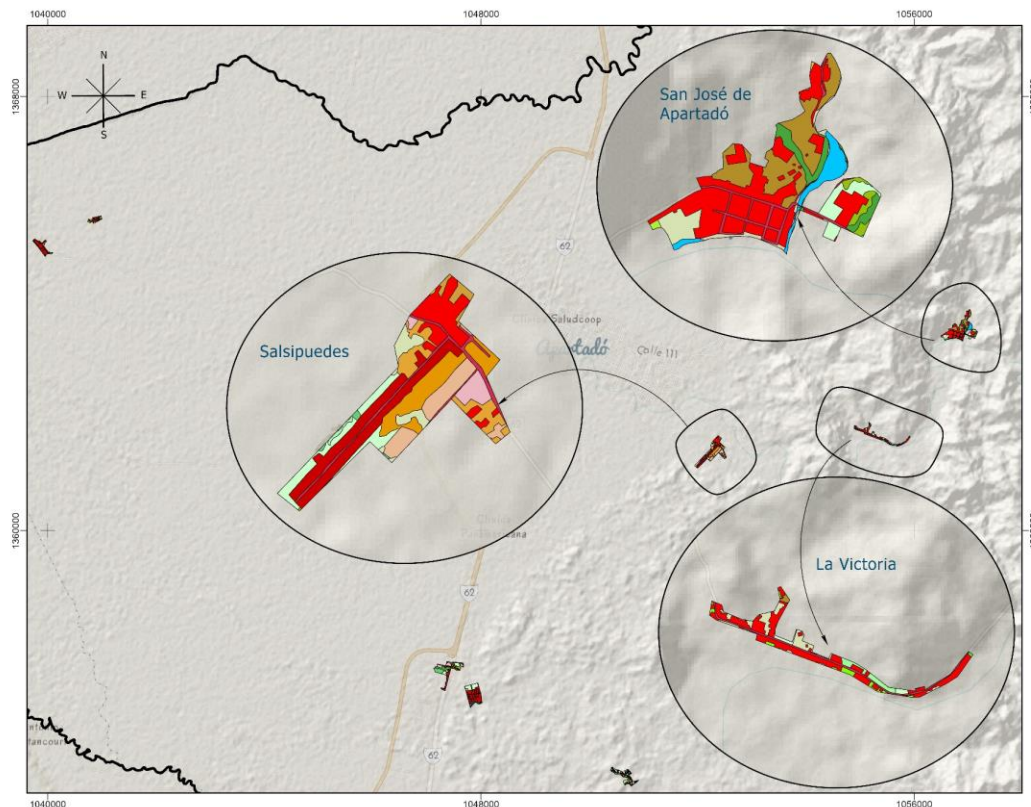 1040000
1048000
1056000
N
W
E
S
1368000
San José de
Apartadó
62
Salsipuedes
Saludcoop
Apartadó
Calle 111
1360000
La Victoria
62
62
1040000
1048000
1056000